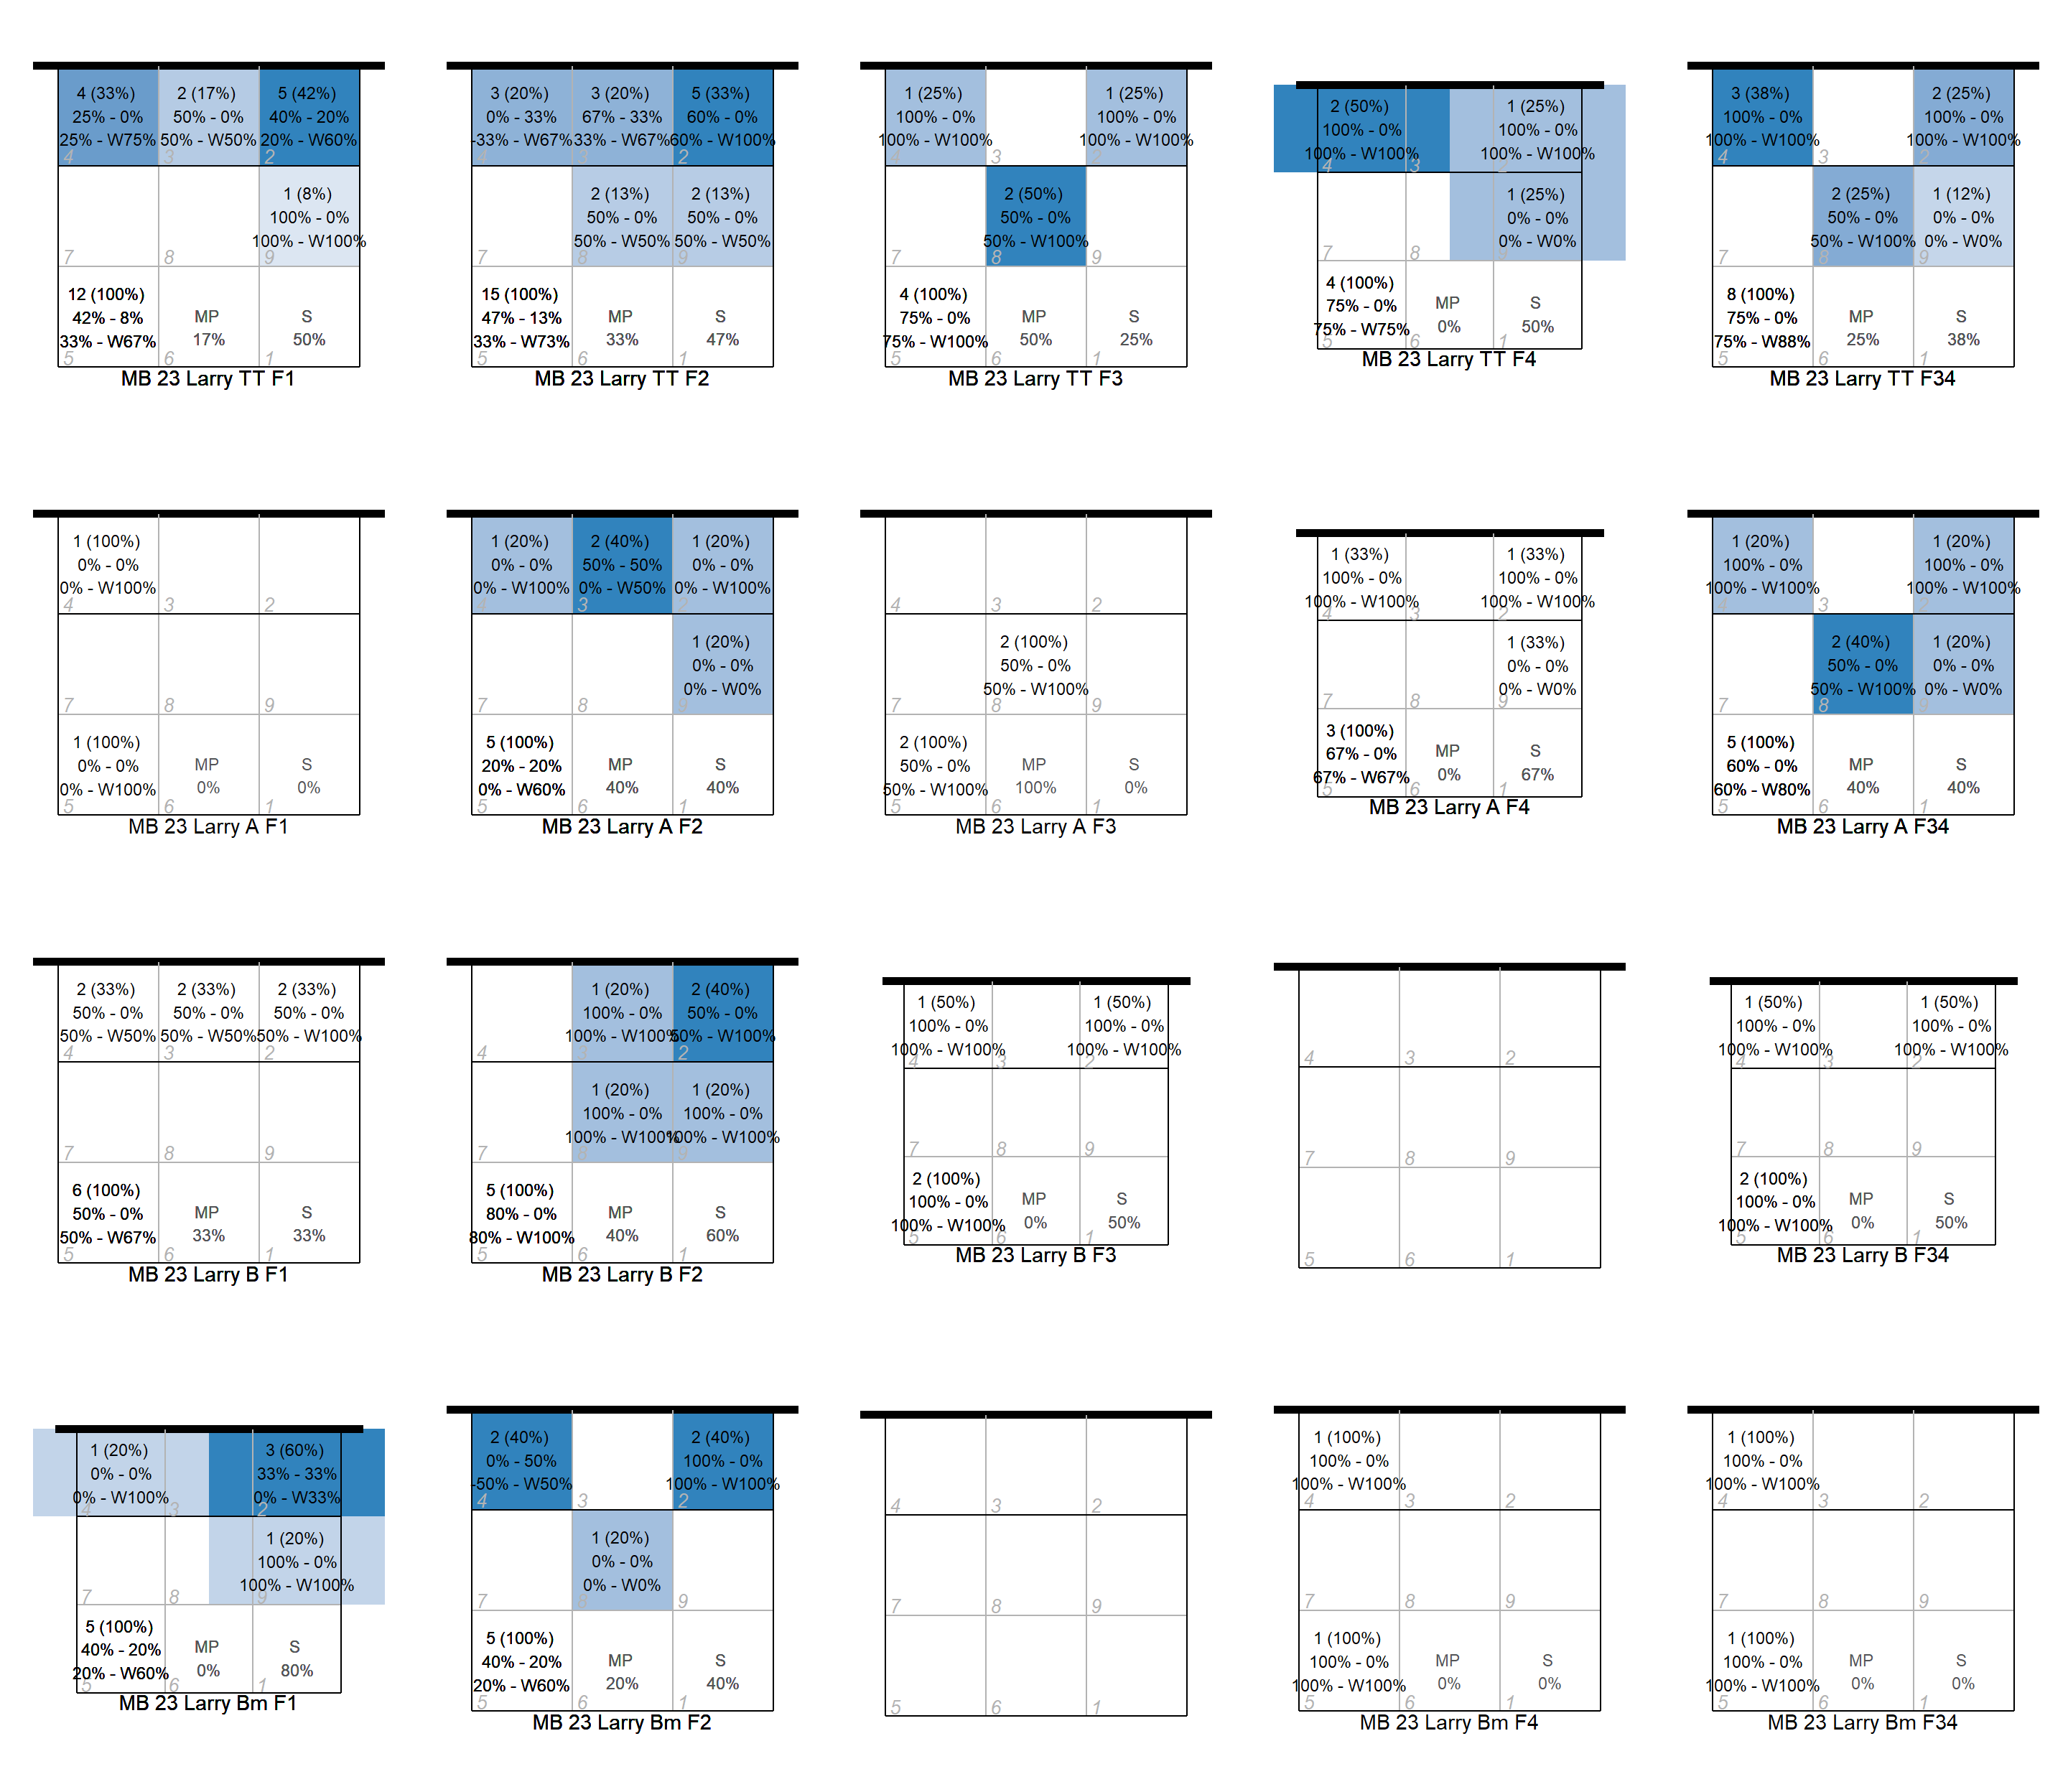 4 (33%)
25% - 0%
25% - W75%
4
2 (17%)
50% - 0%
50% - W50%
3
5 (42%)
40% - 20%
20% - W60%
2
7
8
1 (8%)
100% - 0%
100% - W100%
9
12 (100%)
42% - 8%
33% - W67%
5
MP
17%
6
S
50%
1
MB 23 Larry TT F1
3 (20%)
0% - 33%
-33% - W67%
4
3 (20%)
67% - 33%
33% - W67%
3
5 (33%)
60% - 0%
60% - W100%
2
7
2 (13%)
50% - 0%
50% - W50%
8
2 (13%)
50% - 0%
50% - W50%
9
15 (100%)
47% - 13%
33% - W73%
5
MP
33%
6
S
47%
1
MB 23 Larry TT F2
1 (25%)
100% - 0%
100% - W100%
4
3
1 (25%)
100% - 0%
100% - W100%
2
7
2 (50%)
50% - 0%
50% - W100%
8
9
4 (100%)
75% - 0%
75% - W100%
5
MP
50%
6
S
25%
1
MB 23 Larry TT F3
2 (50%)
100% - 0%
100% - W100%
4
3
1 (25%)
100% - 0%
100% - W100%
2
7
8
1 (25%)
0% - 0%
0% - W0%
9
4 (100%)
75% - 0%
75% - W75%
5
MP
0%
6
S
50%
1
MB 23 Larry TT F4
3 (38%)
100% - 0%
100% - W100%
4
3
2 (25%)
100% - 0%
100% - W100%
2
7
2 (25%)
50% - 0%
50% - W100%
8
1 (12%)
0% - 0%
0% - W0%
9
8 (100%)
75% - 0%
75% - W88%
5
MP
25%
6
S
38%
1
MB 23 Larry TT F34
1 (100%)
0% - 0%
0% - W100%
4
3
2
7
8
9
1 (100%)
0% - 0%
0% - W100%
5
MP
0%
6
S
0%
1
MB 23 Larry A F1
1 (20%)
0% - 0%
0% - W100%
4
2 (40%)
50% - 50%
0% - W50%
3
1 (20%)
0% - 0%
0% - W100%
2
7
8
1 (20%)
0% - 0%
0% - W0%
9
5 (100%)
20% - 20%
0% - W60%
5
MP
40%
6
S
40%
1
MB 23 Larry A F2
4
3
2
7
2 (100%)
50% - 0%
50% - W100%
8
9
2 (100%)
50% - 0%
50% - W100%
5
MP
100%
6
S
0%
1
MB 23 Larry A F3
1 (33%)
100% - 0%
100% - W100%
4
3
1 (33%)
100% - 0%
100% - W100%
2
7
8
1 (33%)
0% - 0%
0% - W0%
9
3 (100%)
67% - 0%
67% - W67%
5
MP
0%
6
S
67%
1
MB 23 Larry A F4
1 (20%)
100% - 0%
100% - W100%
4
3
1 (20%)
100% - 0%
100% - W100%
2
7
2 (40%)
50% - 0%
50% - W100%
8
1 (20%)
0% - 0%
0% - W0%
9
5 (100%)
60% - 0%
60% - W80%
5
MP
40%
6
S
40%
1
MB 23 Larry A F34
2 (33%)
50% - 0%
50% - W50%
4
2 (33%)
50% - 0%
50% - W50%
3
2 (33%)
50% - 0%
50% - W100%
2
7
8
9
6 (100%)
50% - 0%
50% - W67%
5
MP
33%
6
S
33%
1
MB 23 Larry B F1
4
1 (20%)
100% - 0%
100% - W100%
3
2 (40%)
50% - 0%
50% - W100%
2
7
1 (20%)
100% - 0%
100% - W100%
8
1 (20%)
100% - 0%
100% - W100%
9
5 (100%)
80% - 0%
80% - W100%
5
MP
40%
6
S
60%
1
MB 23 Larry B F2
1 (50%)
100% - 0%
100% - W100%
4
3
1 (50%)
100% - 0%
100% - W100%
2
7
8
9
2 (100%)
100% - 0%
100% - W100%
5
MP
0%
6
S
50%
1
MB 23 Larry B F3
4
3
2
7
8
9
5
6
1
1 (50%)
100% - 0%
100% - W100%
4
3
1 (50%)
100% - 0%
100% - W100%
2
7
8
9
2 (100%)
100% - 0%
100% - W100%
5
MP
0%
6
S
50%
1
MB 23 Larry B F34
1 (20%)
0% - 0%
0% - W100%
4
3
3 (60%)
33% - 33%
0% - W33%
2
7
8
1 (20%)
100% - 0%
100% - W100%
9
5 (100%)
40% - 20%
20% - W60%
5
MP
0%
6
S
80%
1
MB 23 Larry Bm F1
2 (40%)
0% - 50%
-50% - W50%
4
3
2 (40%)
100% - 0%
100% - W100%
2
7
1 (20%)
0% - 0%
0% - W0%
8
9
5 (100%)
40% - 20%
20% - W60%
5
MP
20%
6
S
40%
1
MB 23 Larry Bm F2
4
3
2
7
8
9
5
6
1
1 (100%)
100% - 0%
100% - W100%
4
3
2
7
8
9
1 (100%)
100% - 0%
100% - W100%
5
MP
0%
6
S
0%
1
MB 23 Larry Bm F4
1 (100%)
100% - 0%
100% - W100%
4
3
2
7
8
9
1 (100%)
100% - 0%
100% - W100%
5
MP
0%
6
S
0%
1
MB 23 Larry Bm F34